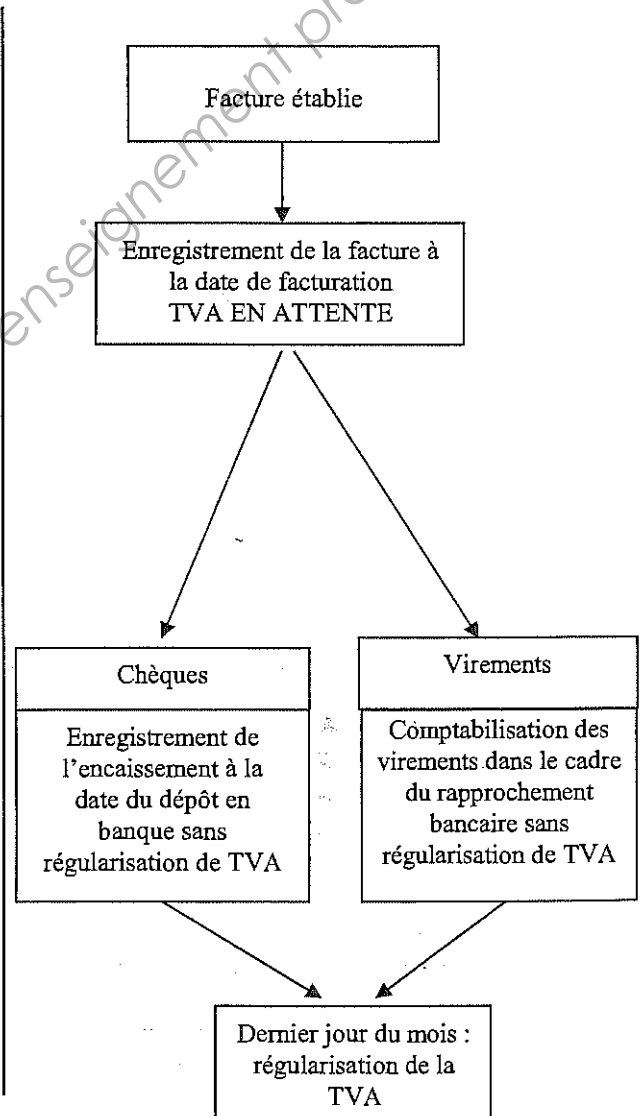 enseignement pr
Facture établie
Enregistrement de la facture à
la date de facturation
TVA EN ATTENTE
Chèques
Enregistrement de
l'encaissement à la
date du dépôt en
banque sans
régularisation de TVA
Virements
Comptabilisation des
virements dans le cadre
du rapprochement
bancaire sans
régularisation de TVA
Dernier jour du mois :
régularisation de la
TVA